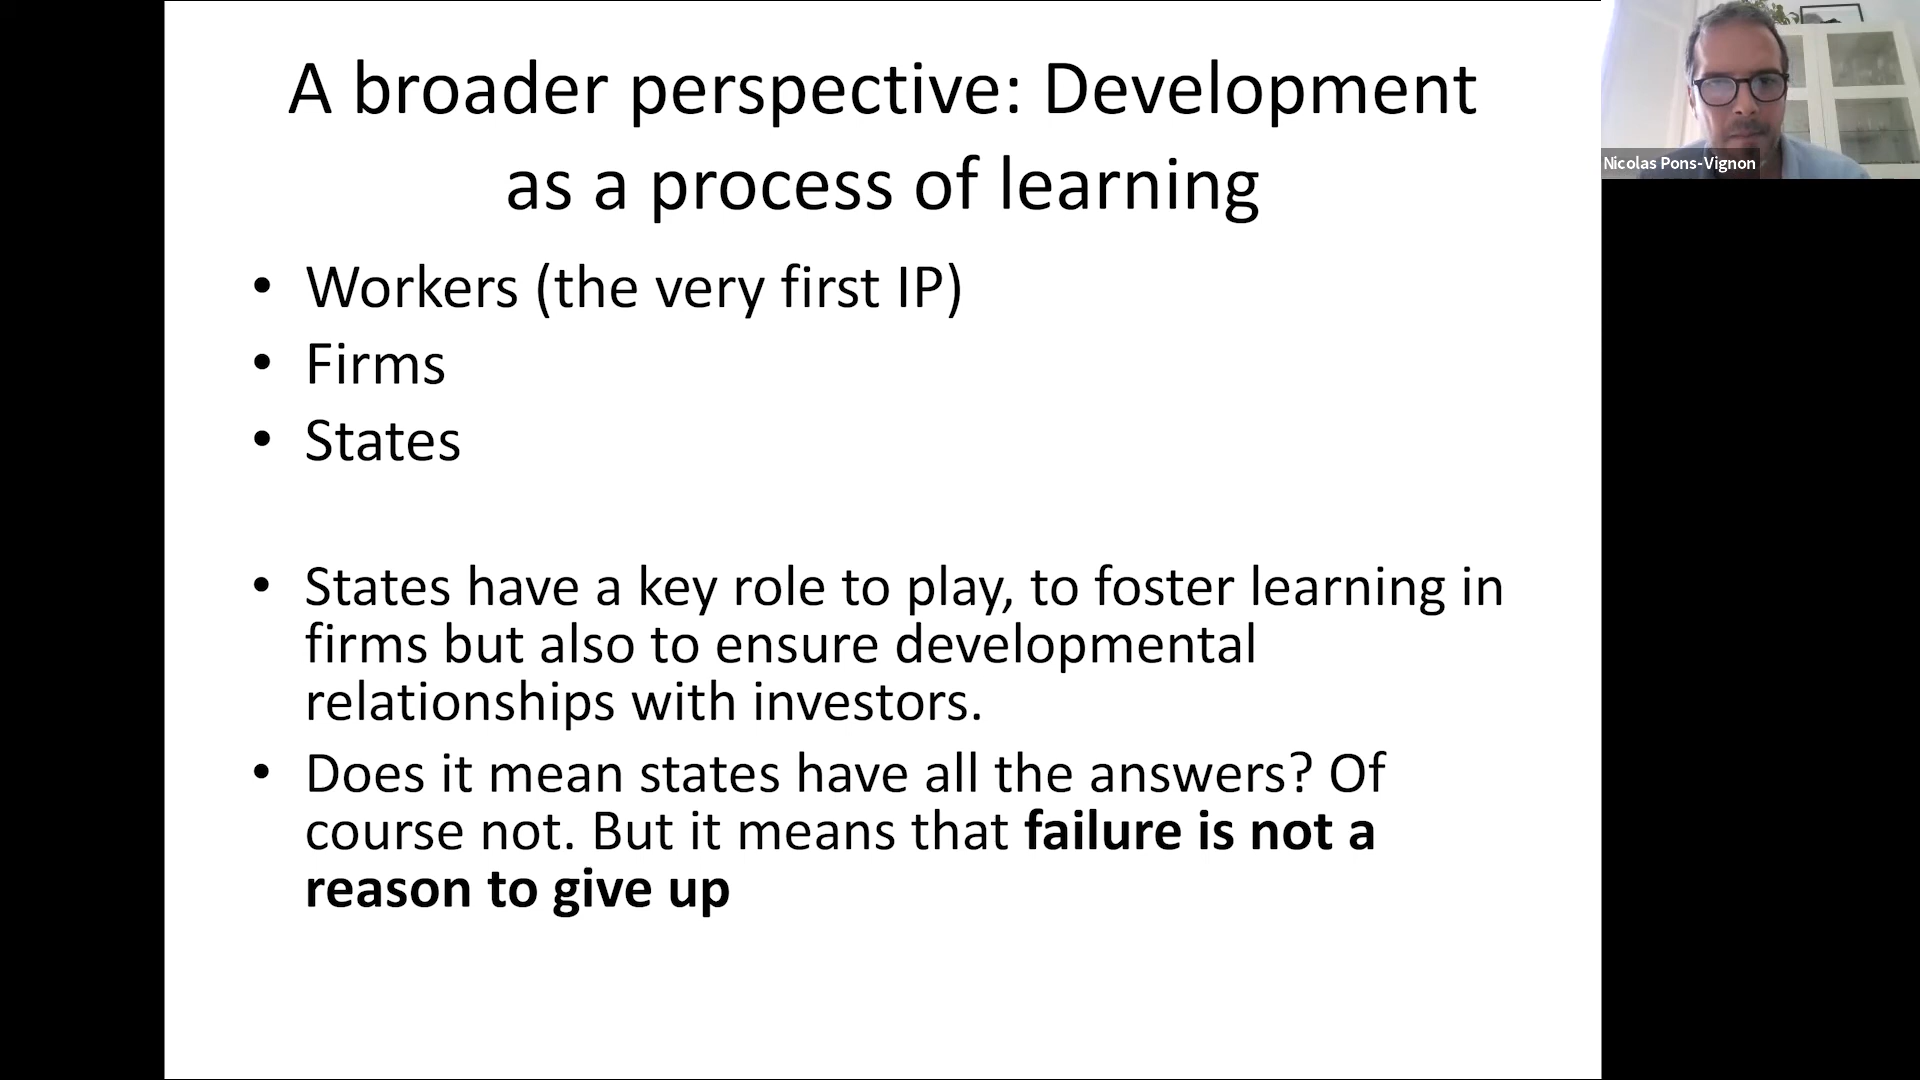 A broader perspective: Development
as a process of learning
• Workers (the very first IP)
• Firms
• States
• States have a key role to play, to foster learning in
firms but also to ensure developmental
relationships with investors.
• Does it mean states have all the answers? Of
course not. But it means that failure is not a
reason to give up
Nicolas Pons-Vignon